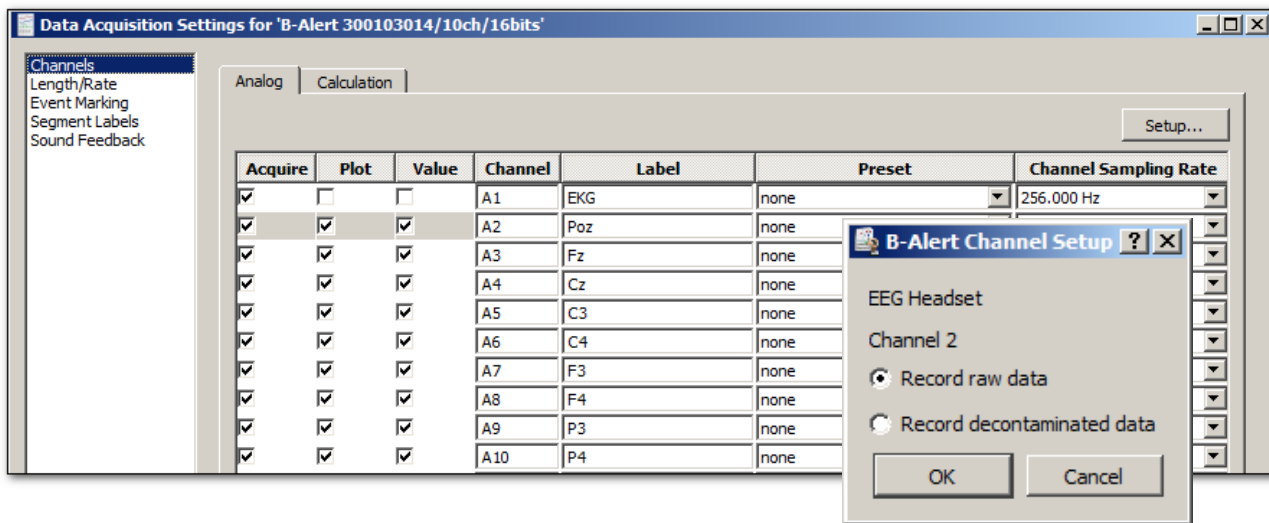 Data Acquisition Settings for 'B-Alert 300103014/10ch/16bits'
Channels
Length/Rate
Event Marking
Segment Labels
Sound Feedback
Analog Calculation
Setup...
Acquire Plot Value Channel Label Preset Channel Sampling Rate
A1 EKG none 256.000 Hz
A2 Poz none
A3 Fz none
A4 Cz none
A5 C3 none
A6 C4 none
A7 F3 none
A8 F4 none
A9 P3 none
A10 P4 none
B-Alert Channel Setup ?
EEG Headset
Channel 2
Record raw data
Record decontaminated data
OK Cancel